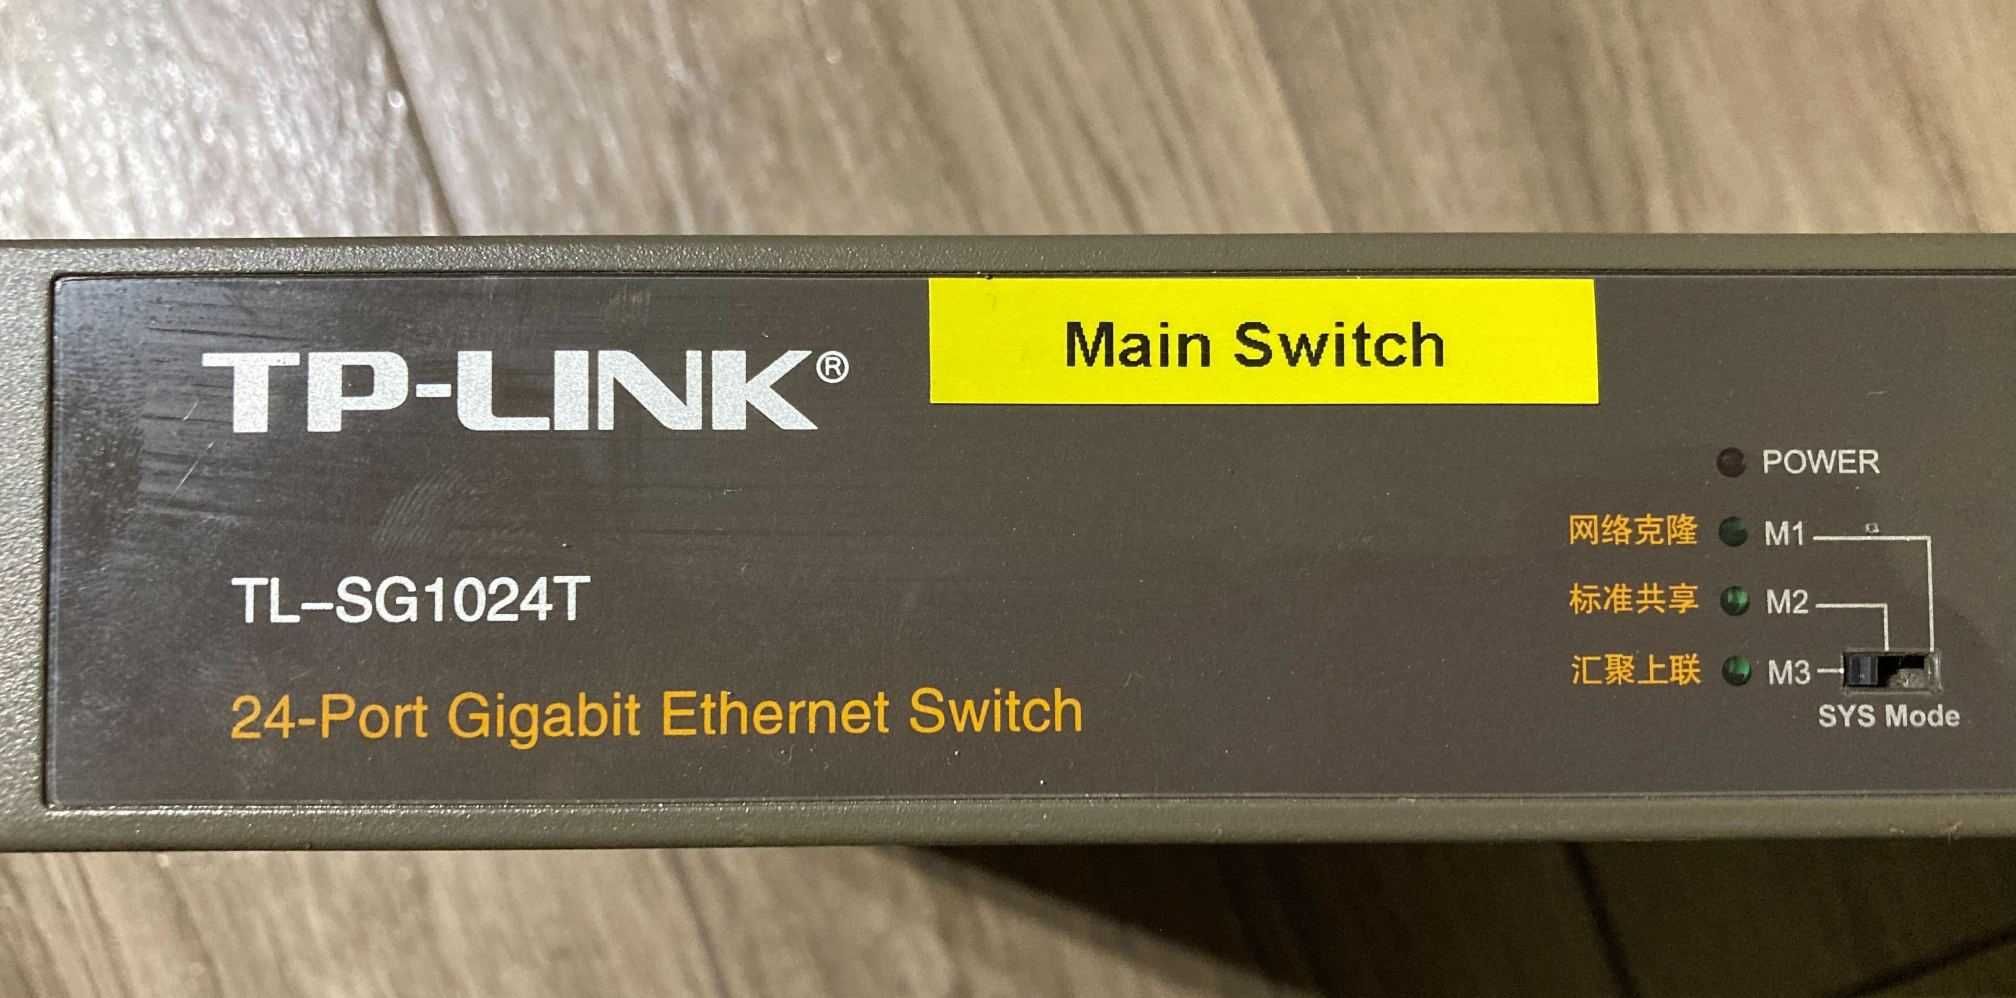 Main Switch
TP-LINK®
POWER
网络克隆 M1
TL-SG1024T
标准共享 M2
汇聚上联 M3
24-Port Gigabit Ethernet Switch
SYS Mode